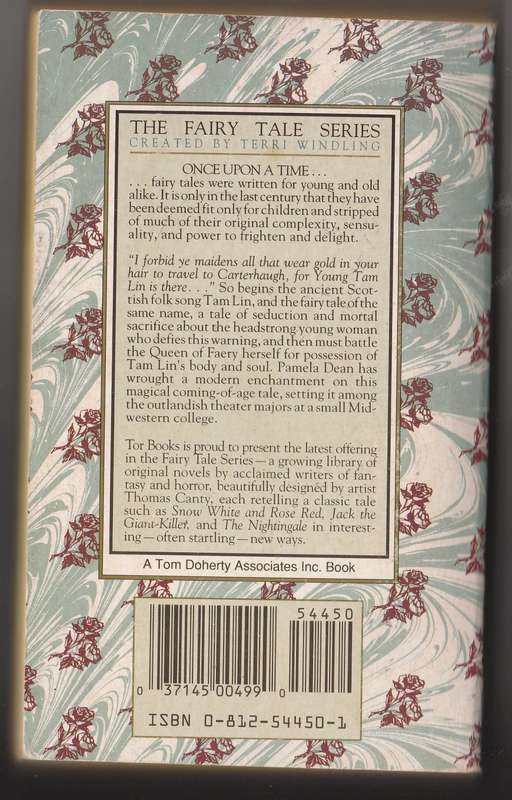 THE FAIRY TALE SERIES
CREATED BY TERRI WINDLING
ONCE UPON A TIME . . .
. . . fairy tales were written for young and old
alike. It is only in the last century that they have
been deemed fit only for children and stripped
of much of their original complexity, sensu-
ality, and power to frighten and delight.
“I forbid ye maidens all that wear gold in your
hair to travel to Carterhaugh, for Young Tam
Lin is there. . .” So begins the ancient Scot-
tish folk song Tam Lin, and the fairy tale of the
same name, a tale of seduction and mortal
sacrifice about the headstrong young woman
who defies this warning, and then must battle
the Queen of Faery herself for possession of
Tam Lin's body and soul. Pamela Dean has
wrought a modern enchantment on this
magical coming-of-age tale, setting it among
the outlandish theater majors at a small Mid-
western college.
Tor Books is proud to present the latest offering
in the Fairy Tale Series—a growing library of
original novels by acclaimed writers of fan-
tasy and horror, beautifully designed by artist
Thomas Canty, each retelling a classic tale
such as Snow White and Rose Red, Jack the
Giant-Killer, and The Nightingale in interest-
ing—often startling—new ways.
A Tom Doherty Associates Inc. Book
54450
0 37145 00499 0
ISBN 0-812-54450-1